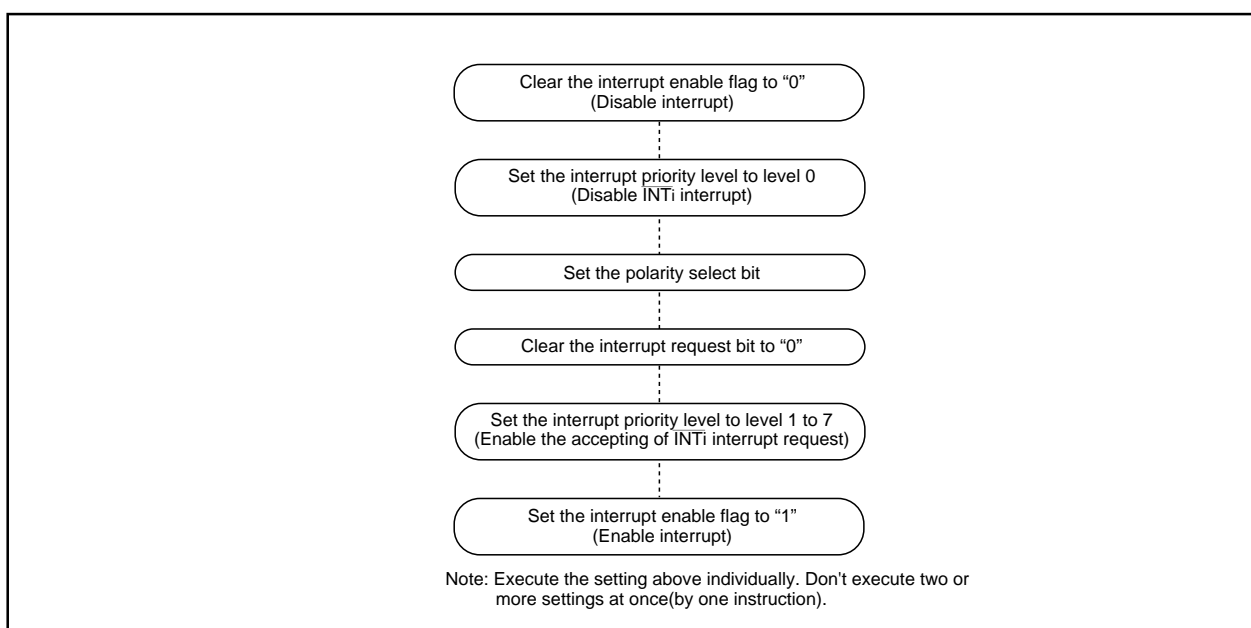 Clear the interrupt enable flag to “0”
(Disable interrupt)
Set the interrupt priority level to level 0
(Disable INTi interrupt)
Set the polarity select bit
Clear the interrupt request bit to “0”
Set the interrupt priority level to level 1 to 7
(Enable the accepting of INTi interrupt request)
Set the interrupt enable flag to “1”
(Enable interrupt)
Note: Execute the setting above individually. Don't execute two or
more settings at once(by one instruction).